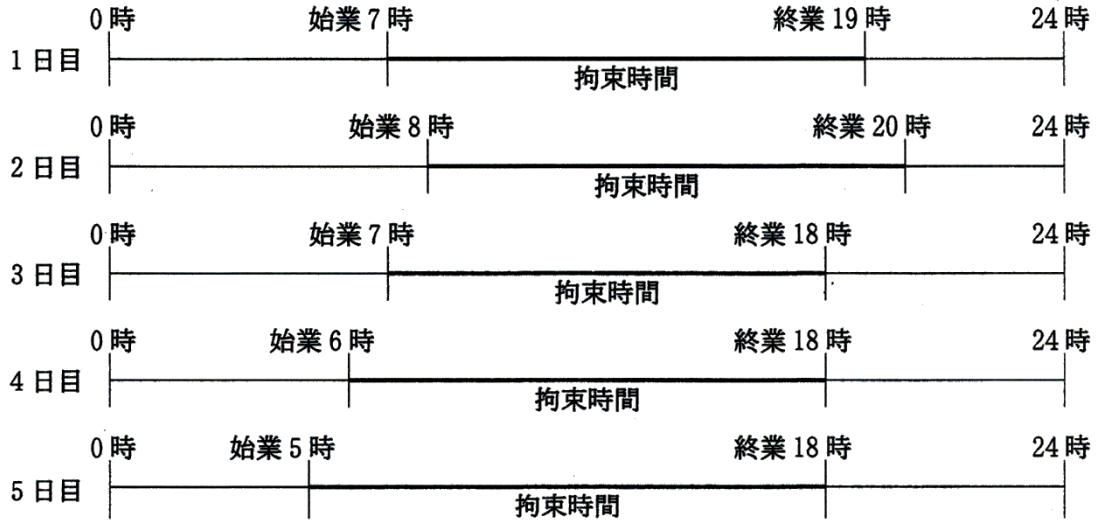 0時 始業7時 終業19時 24時
1日目
拘束時間
0時 始業8時 終業20時 24時
2日目
拘束時間
0時 始業7時 終業18時 24時
3日目
拘束時間
0時 始業6時 終業18時 24時
4日目
拘束時間
0時 始業5時 終業18時 24時
5日目
拘束時間